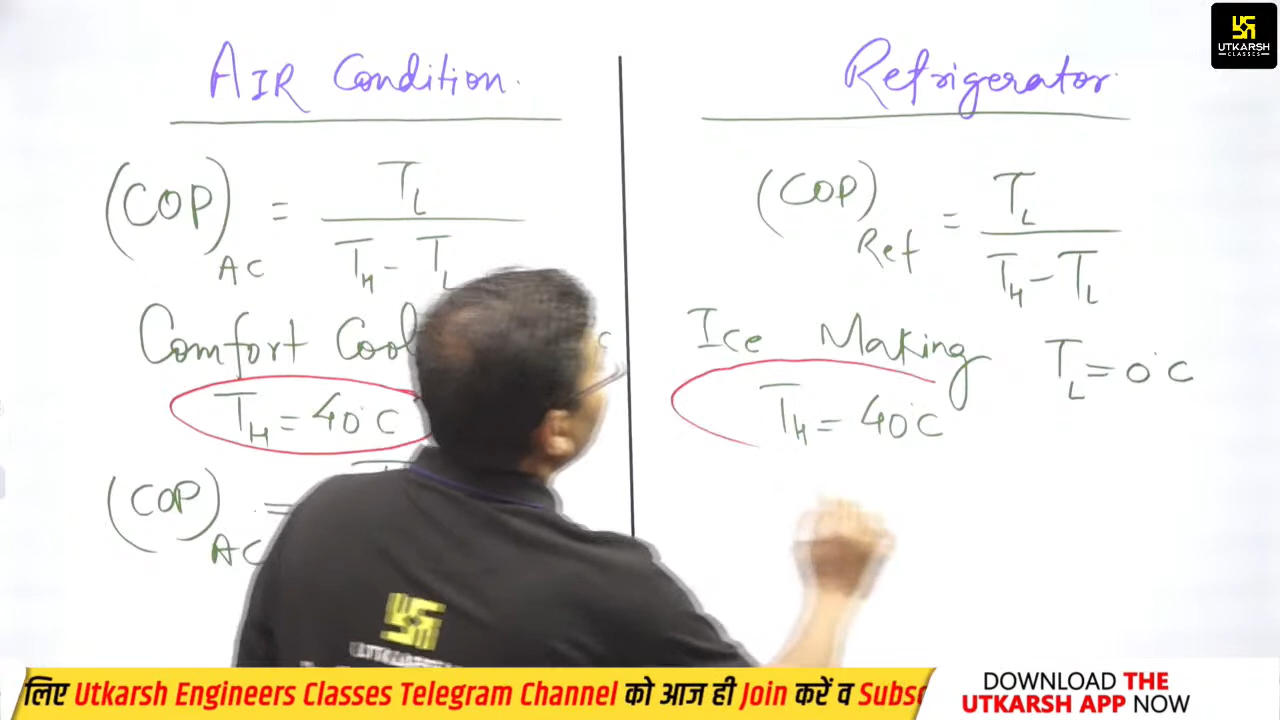 AIR Condition.
(COP)AC = TL / TH - TL
Comfort Cool
TH = 40°C
(COP)AC =
Refrigerator
(COP)Ref = TL / TH - TL
Ice Making TL = 0°C
TH = 40°C
UTKARSH
CLASSES
लिए Utkarsh Engineers Classes Telegram Channel को आज ही Join करें व Subsc
DOWNLOAD THE
UTKARSH APP NOW